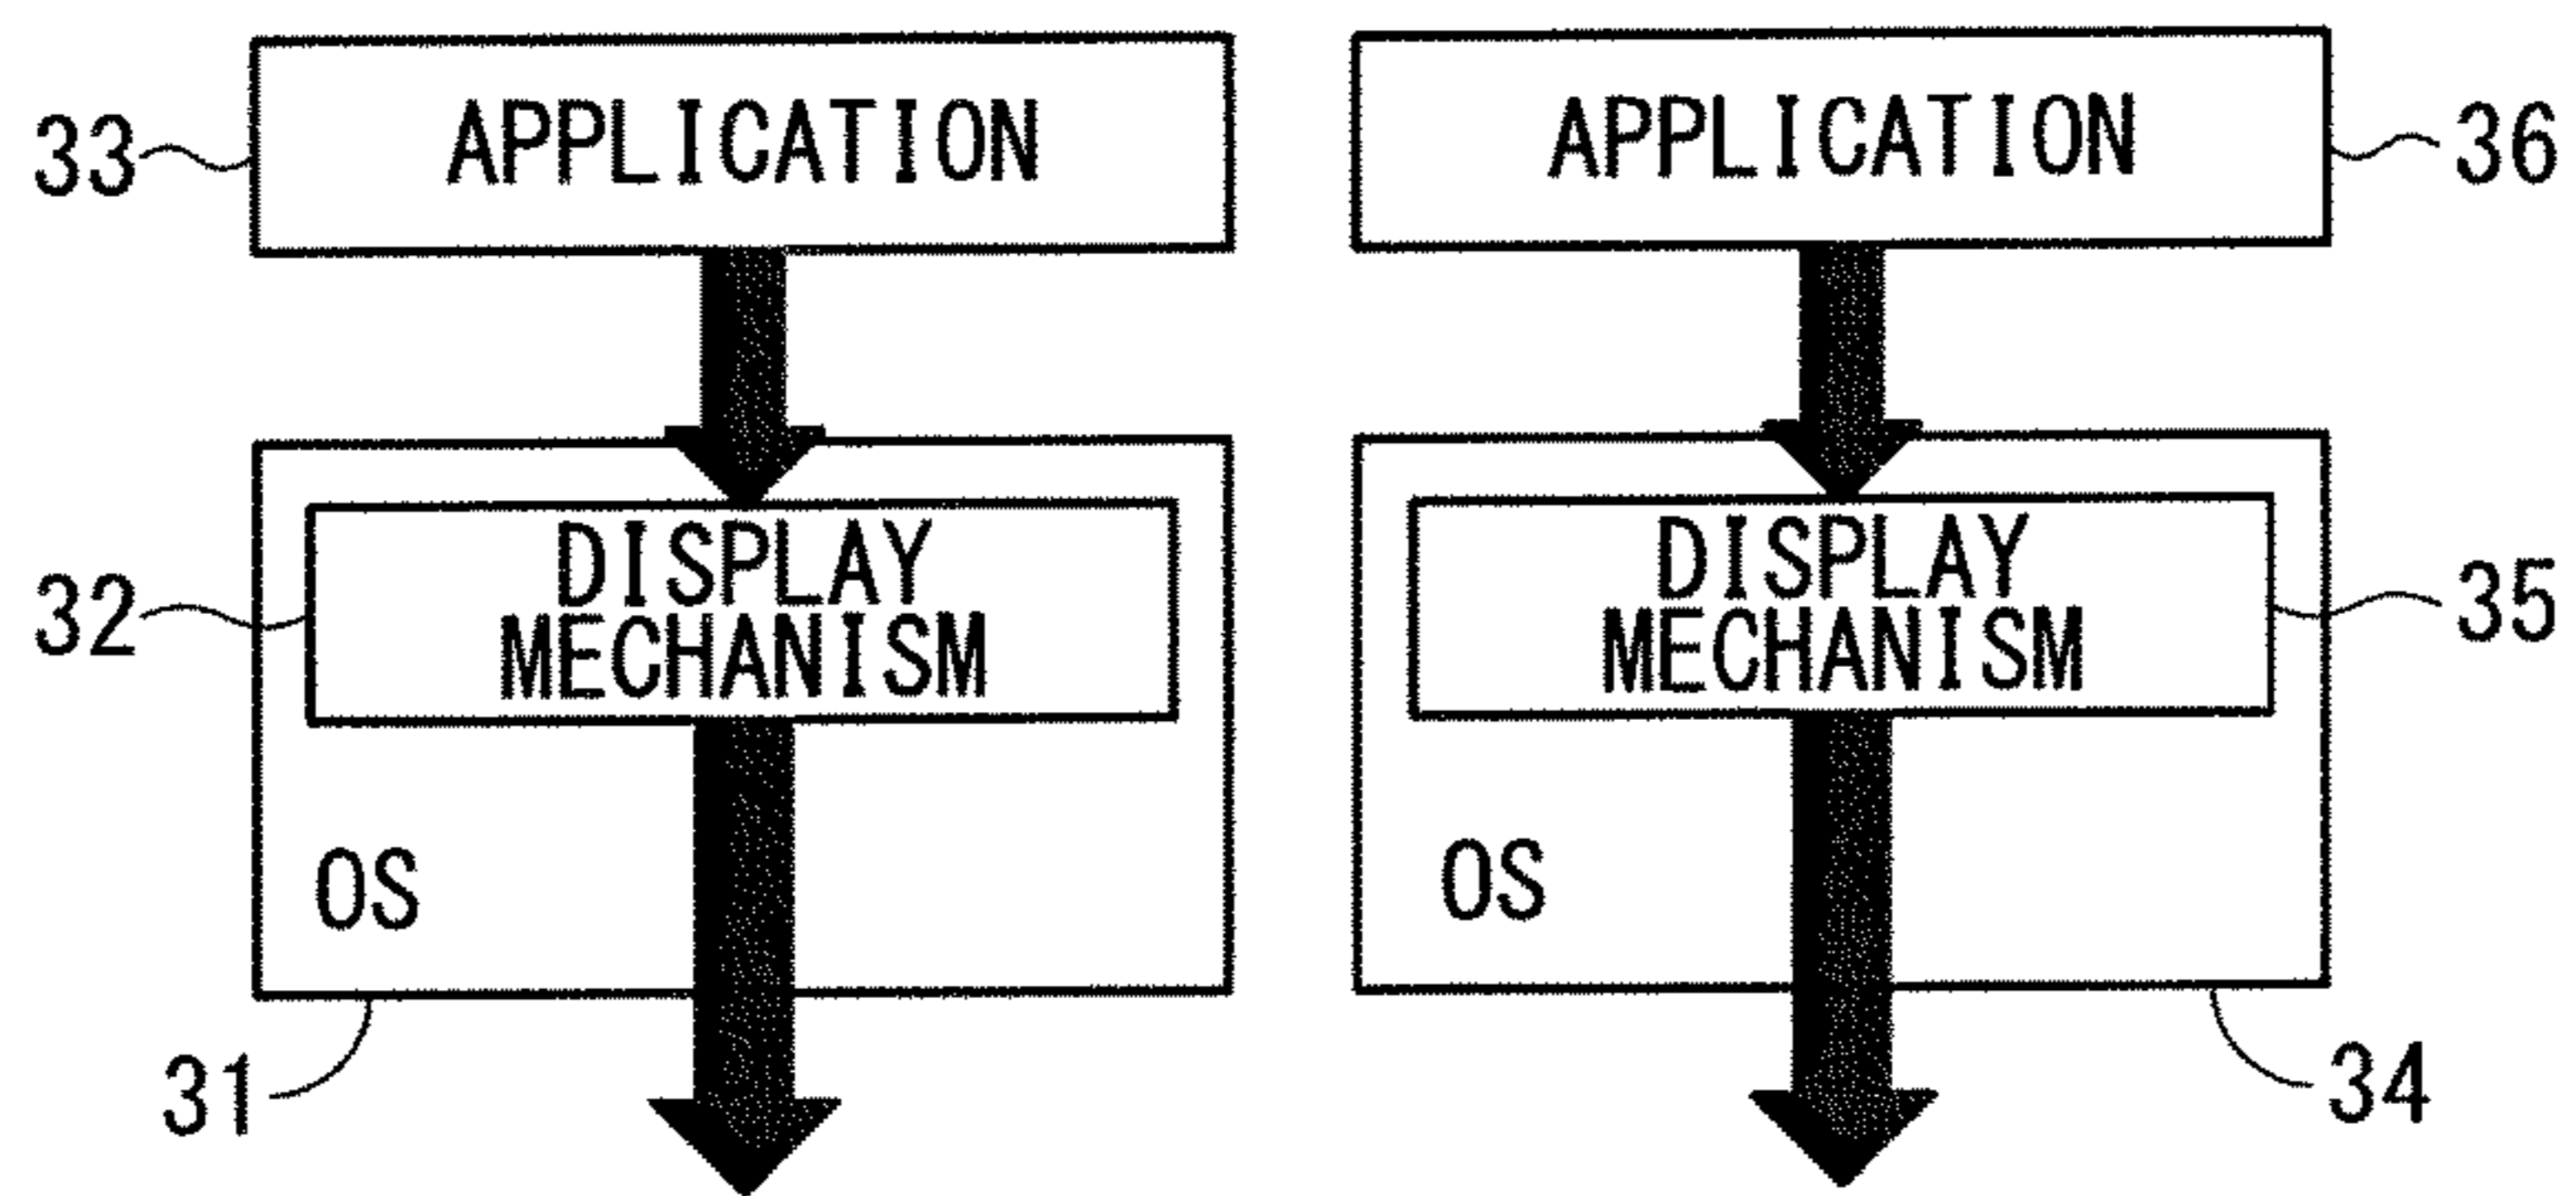 33
APPLICATION
APPLICATION
36
32
DISPLAY
MECHANISM
DISPLAY
MECHANISM
35
OS
OS
31
34